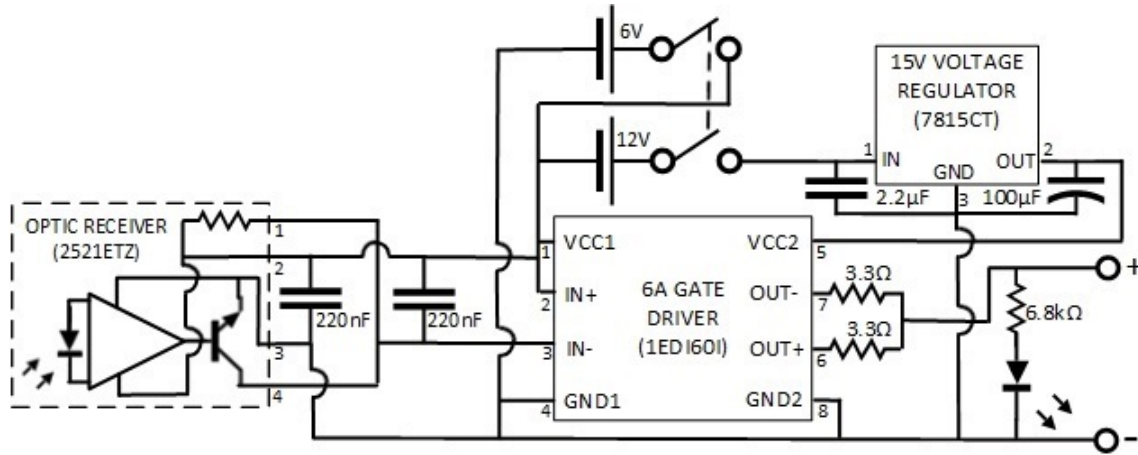 6V
15V VOLTAGE
REGULATOR
(7815CT)
12V
1
IN
OUT
2
GND
3
2.2µF
100µF
OPTIC RECEIVER
(2521ETZ)
1
2
3
4
220nF
220nF
1
VCC1
VCC2
5
2
IN+
6A GATE
DRIVER
(1EDI60I)
OUT-
7
3.3Ω
3
IN-
OUT+
6
3.3Ω
4
GND1
GND2
8
+
6.8kΩ
-